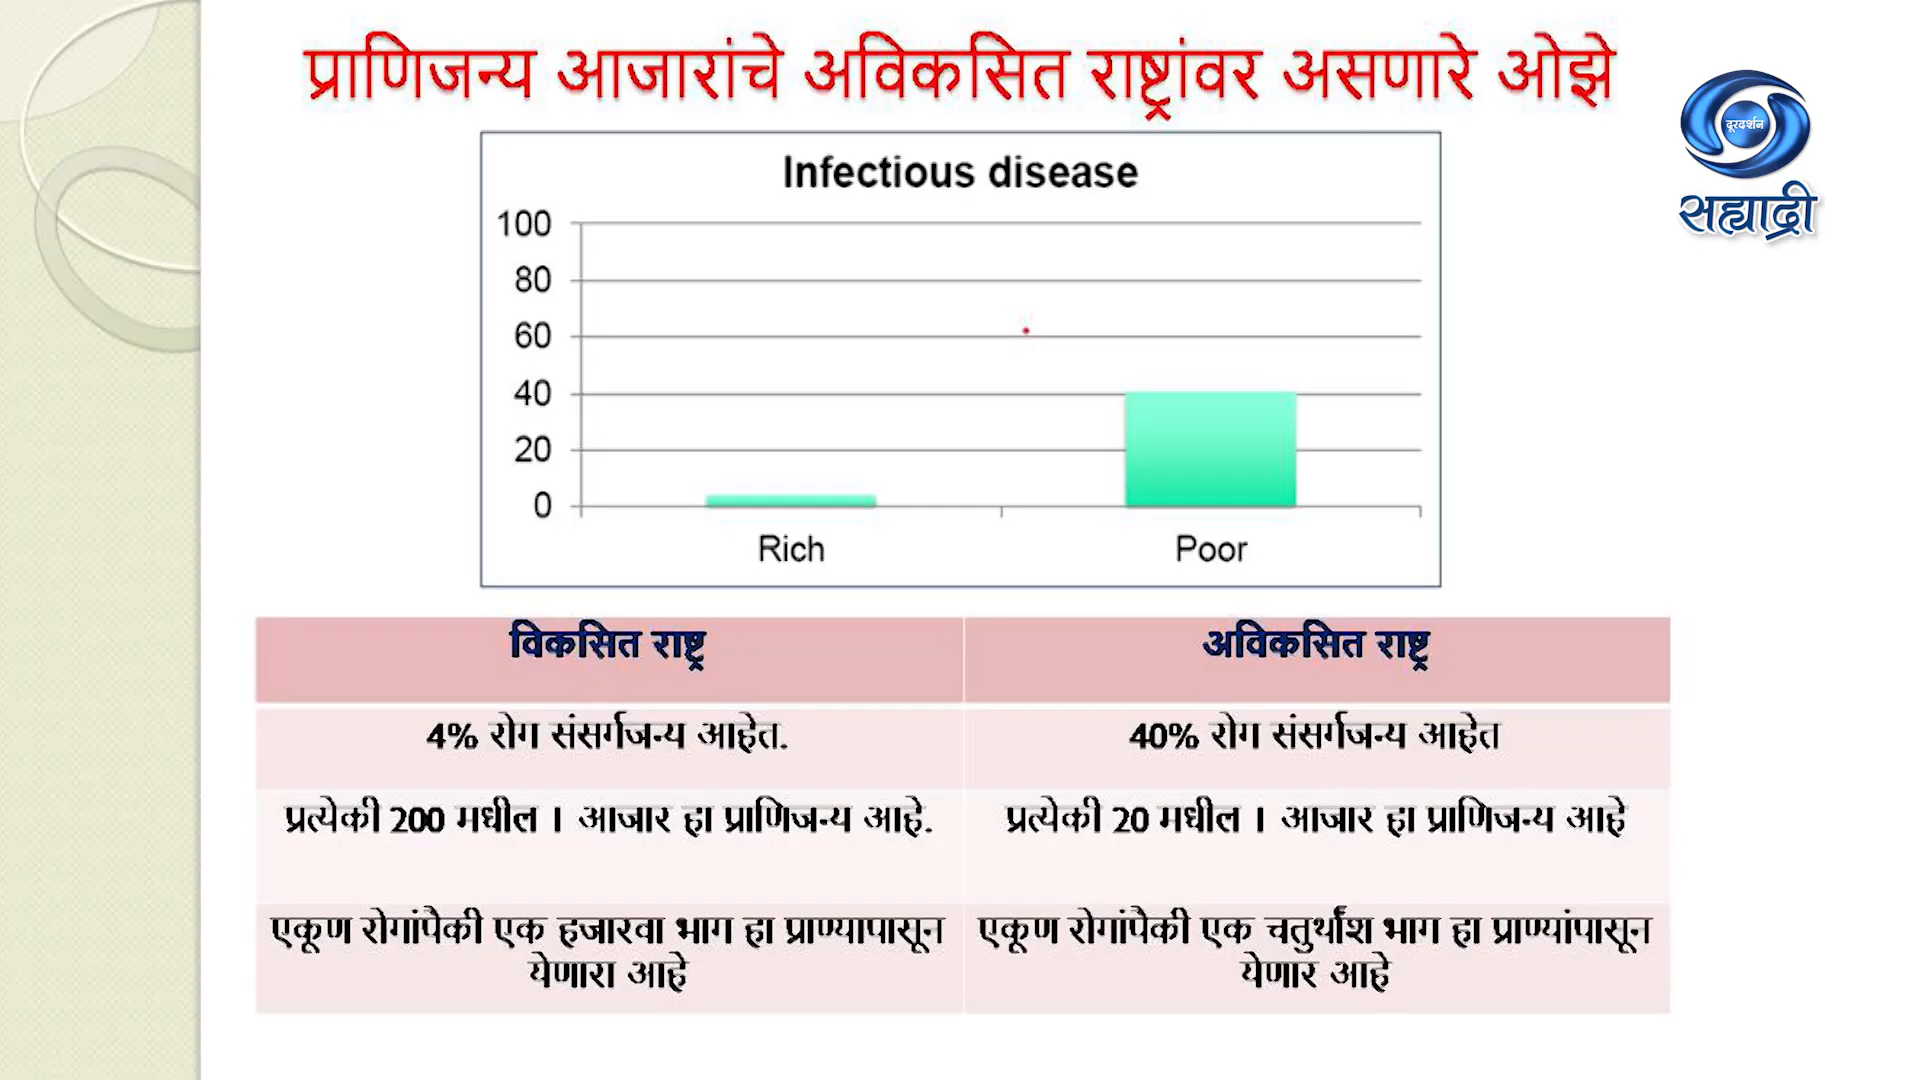 प्राणिजन्य आजारांचे अविकसित राष्ट्रांवर असणारे ओझे
दूरदर्शन
सह्याद्री
Infectious disease
100
80
60
40
20
0
Rich
Poor
विकसित राष्ट्र
अविकसित राष्ट्र
4% रोग संसर्गजन्य आहेत.
40% रोग संसर्गजन्य आहेत
प्रत्येकी 200 मधील । आजार हा प्राणिजन्य आहे.
प्रत्येकी 20 मधील । आजार हा प्राणिजन्य आहे
एकूण रोगांपैकी एक हजारवा भाग हा प्राण्यापासून
येणारा आहे
एकूण रोगांपैकी एक चतुर्थांश भाग हा प्राण्यांपासून
येणार आहे